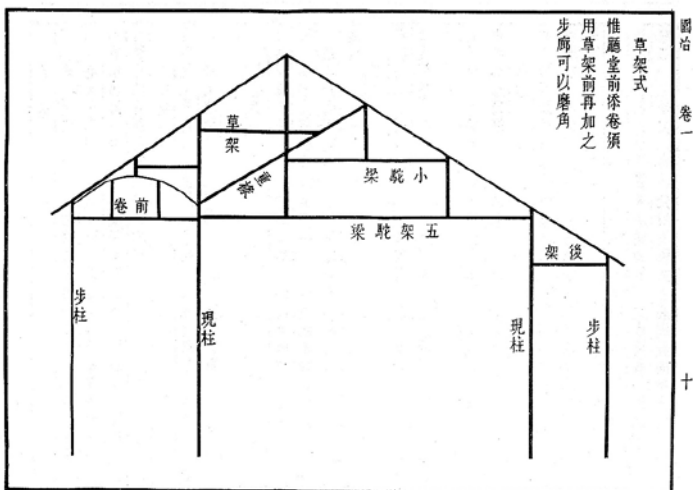 園冶 卷一 十
草架式
惟廳堂前添卷須
用草架前再加之
步廊可以磨角
草架
重椽
小駝梁
前卷
五架駝梁
後架
步柱
現柱
現柱
步柱